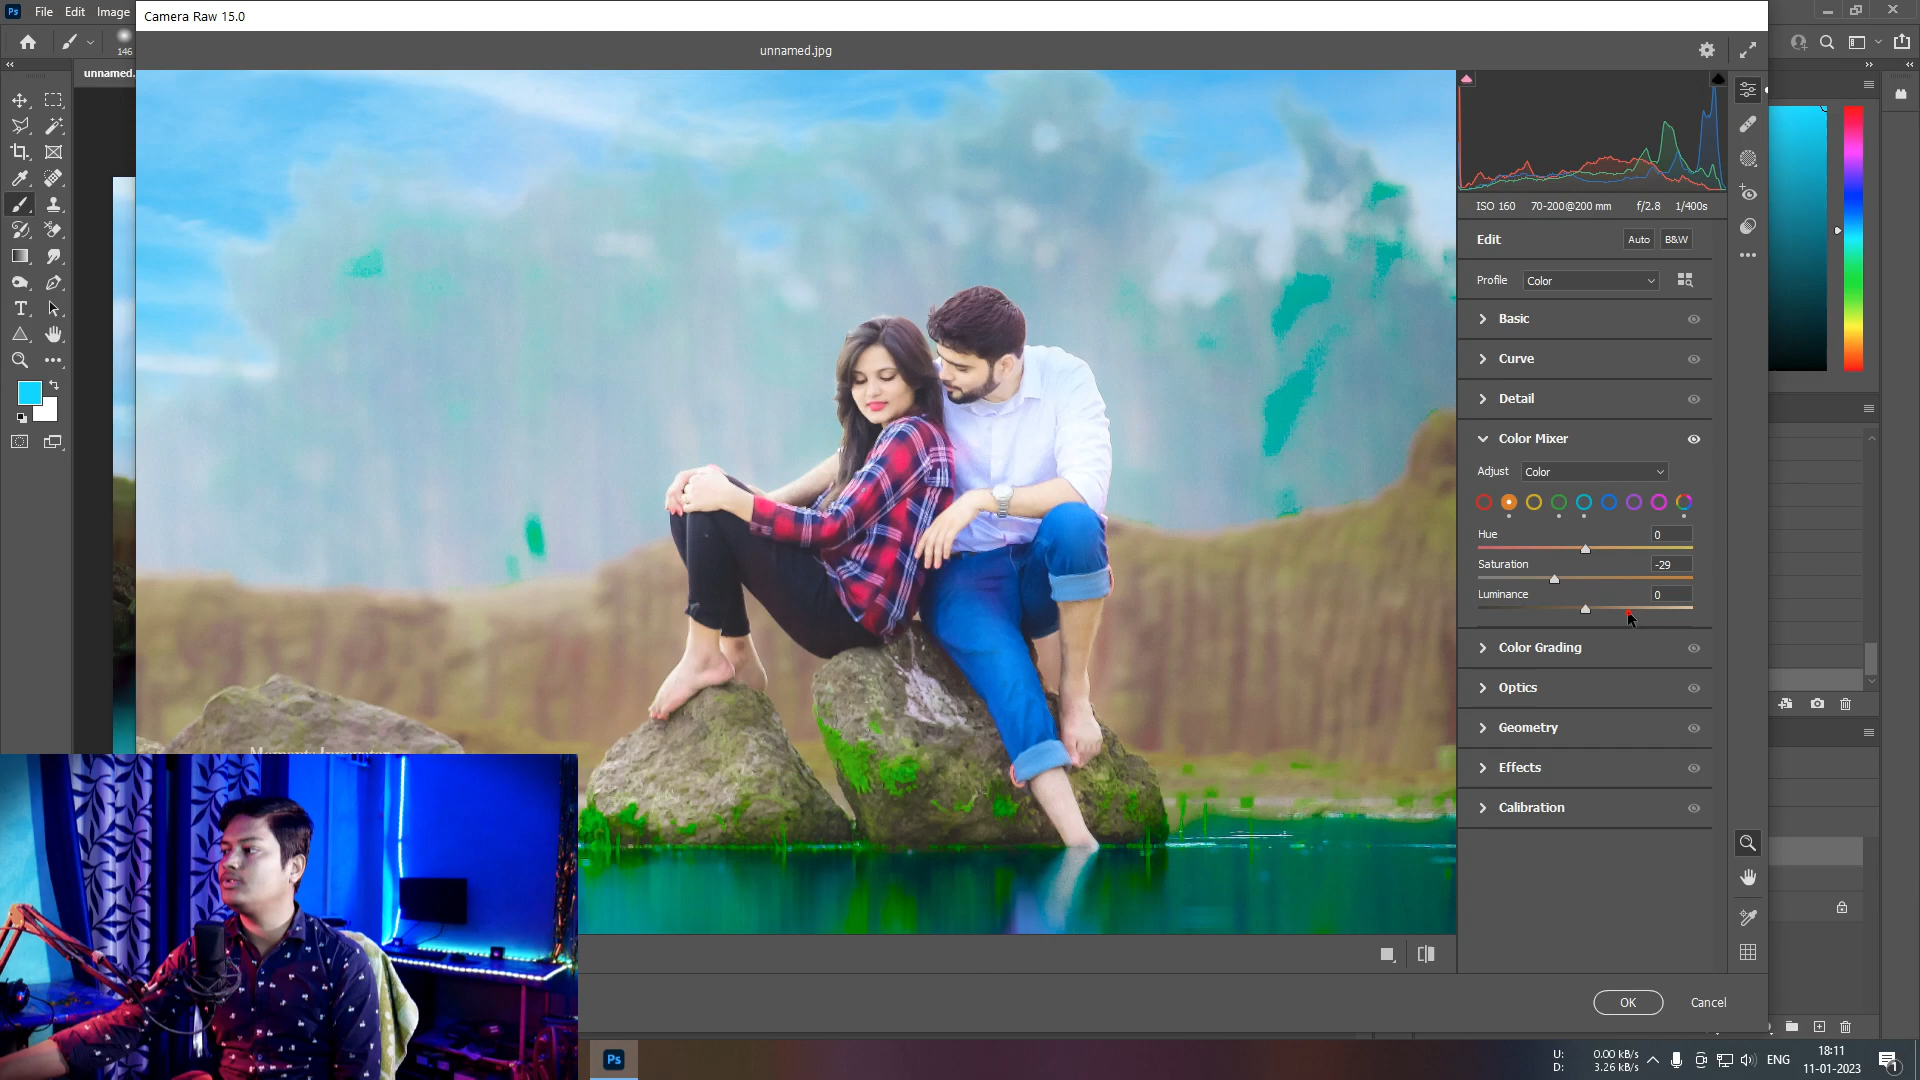 Ps File Edit Image
Camera Raw 15.0
unnamed.jpg
146
unnamed.
ISO 160 70-200@200 mm f/2.8 1/400s
Edit Auto B&W
Profile Color
Basic
Curve
Detail
Color Mixer
Adjust Color
Hue 0
Saturation -29
Luminance 0
Color Grading
Optics
Geometry
Effects
Calibration
OK Cancel
Ps
U: 0.00 kB/s
D: 3.26 kB/s
ENG
18:11
11-01-2023
1